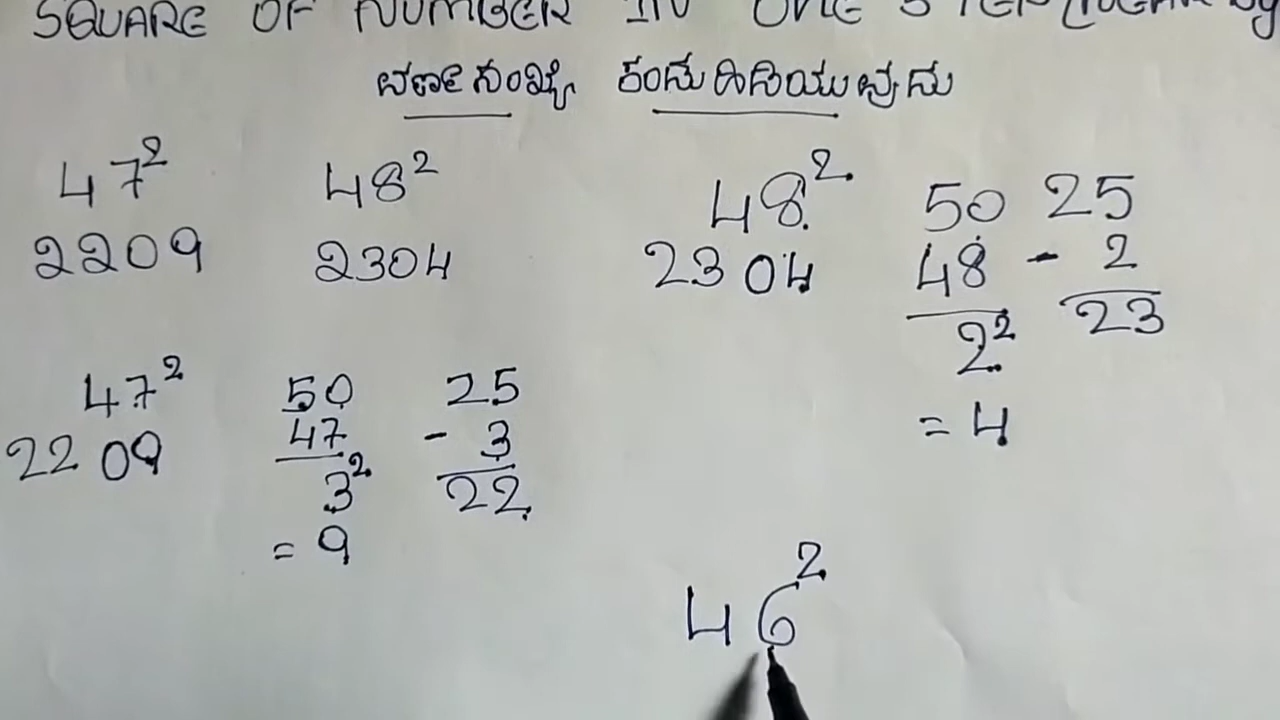 SQUARE OF NUMBER IN ONE STEP
ವರ್ಗಸಂಖ್ಯೆ ಕಂಡುಹಿಡಿಯುವುದು
47² 48² 48² 50 25
2209 2304 2304 48 - 2
2² 23
= 4
47² 50 25
2209 47 - 3
3² 22
= 9
46²